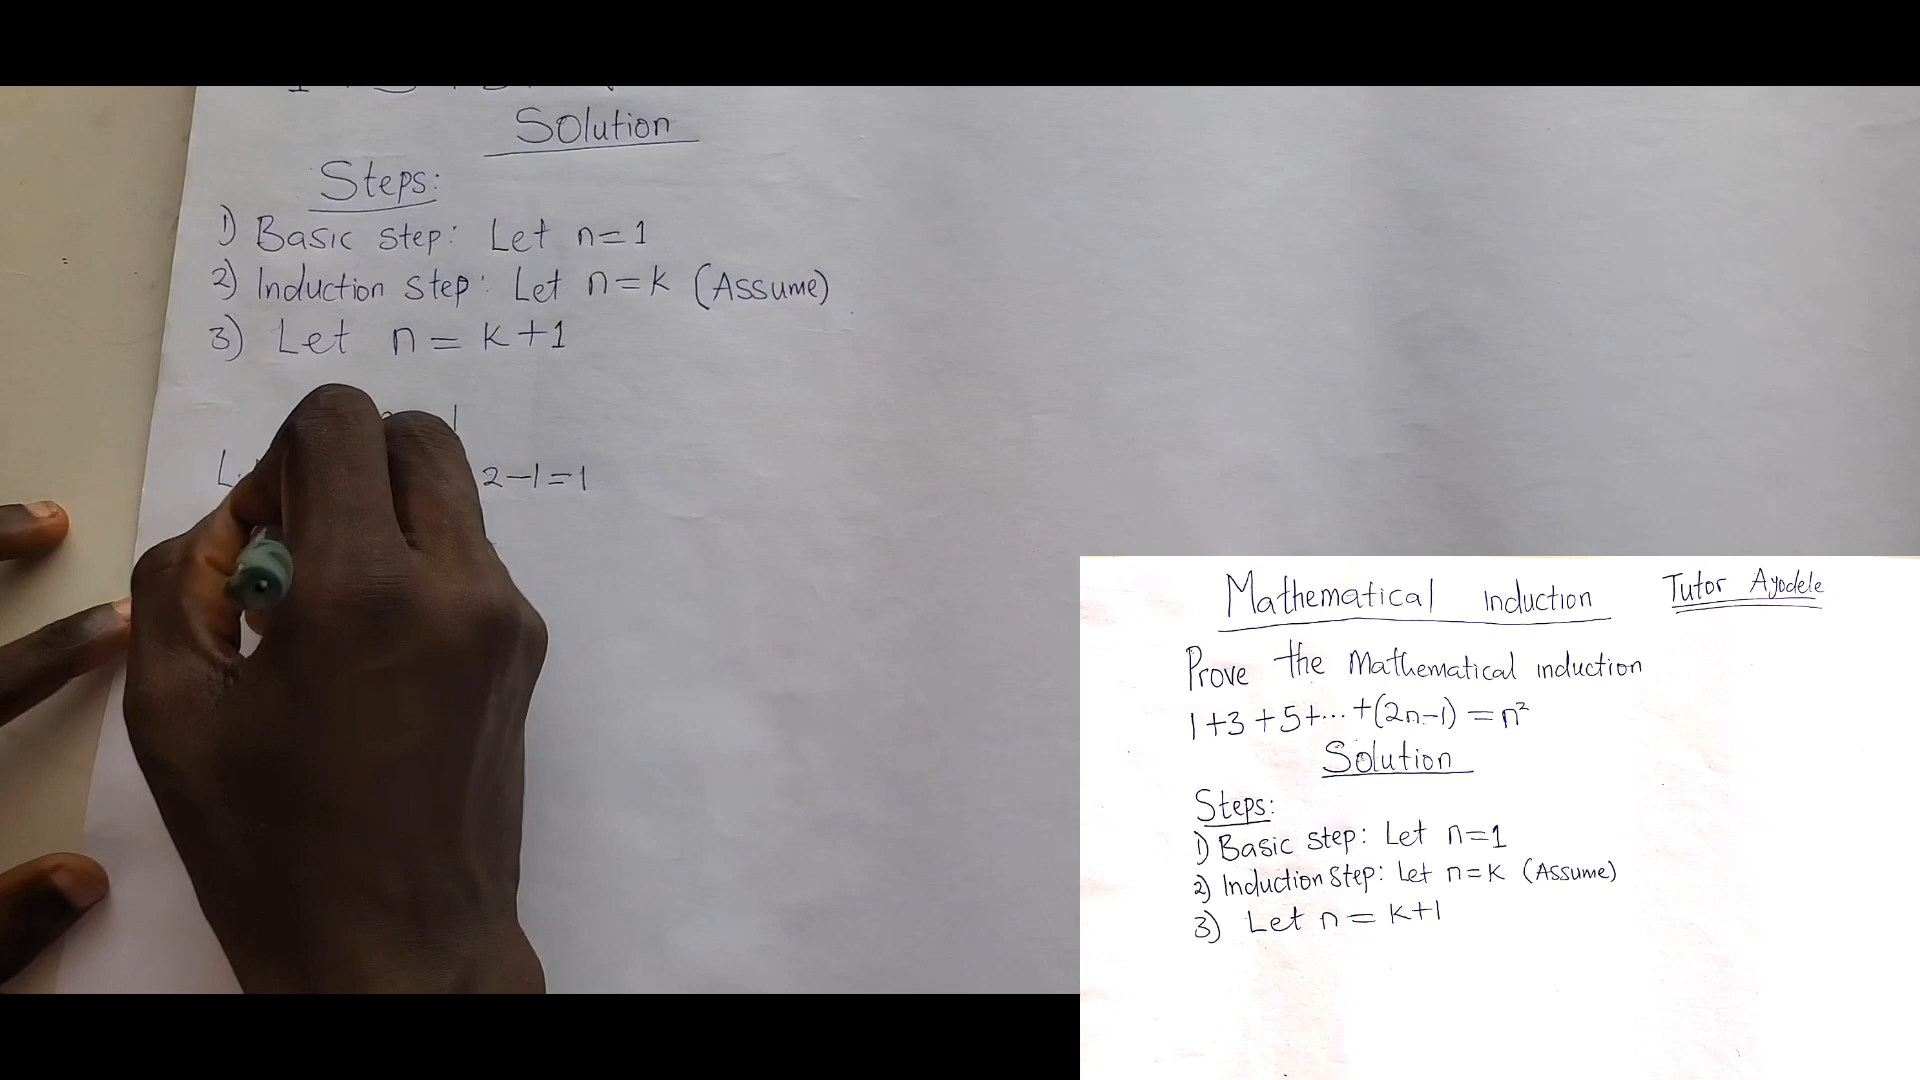 Solution
Steps:
1) Basic step: Let n=1
2) Induction step: Let n=k (Assume)
3) Let n = k+1
2-1=1
Mathematical induction
Tutor Ayodele
Prove the Mathematical induction
1+3+5+...+(2n-1)=n²
Solution
Steps:
1) Basic step: Let n=1
2) Induction step: Let n=k (Assume)
3) Let n = k+1